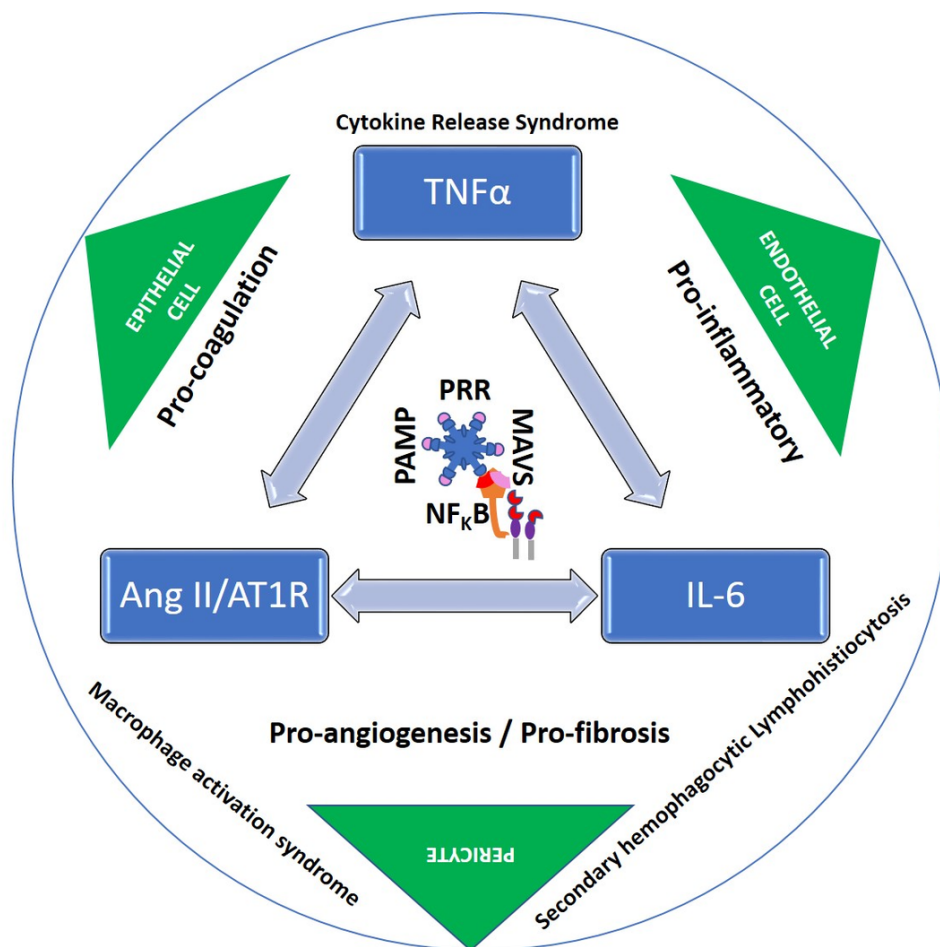 Cytokine Release Syndrome
TNFα
EPITHELIAL
CELL
Pro-coagulation
ENDOTHELIAL
CELL
Pro-inflammatory
PRR
PAMP
MAVS
NFKB
Ang II/AT1R
IL-6
Macrophage activation syndrome
Pro-angiogenesis / Pro-fibrosis
Secondary hemophagocytic Lymphohistiocytosis
PERICYTE